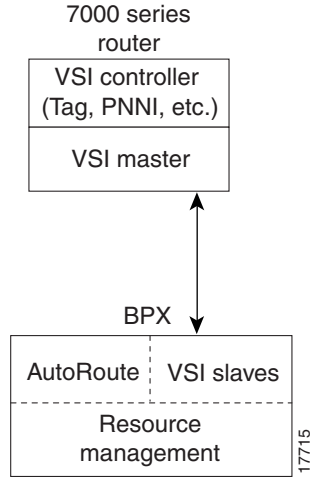 7000 series
router
VSI controller
(Tag, PNNI, etc.)
VSI master
BPX
AutoRoute
VSI slaves
Resource
management
17715